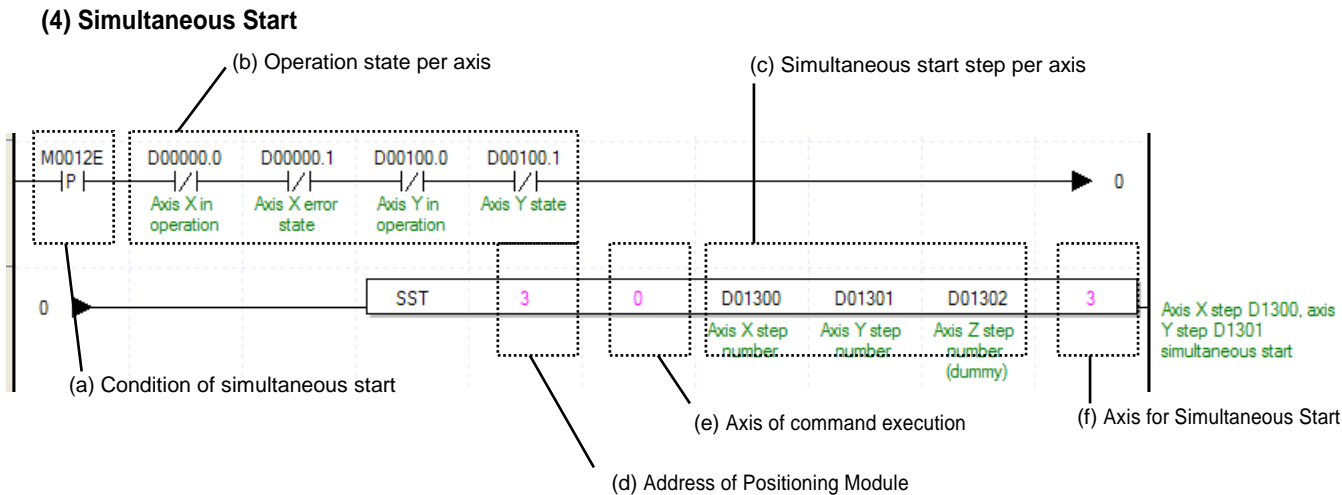 (4) Simultaneous Start
(b) Operation state per axis
(c) Simultaneous start step per axis
M0012E D00000.0 D00000.1 D00100.0 D00100.1
P
0
Axis X in operation
Axis X error state
Axis Y in operation
Axis Y state
0
SST 3 0 D01300 D01301 D01302 3
Axis X step number
Axis Y step number
Axis Z step number (dummy)
Axis X step D1300, axis
Y step D1301
simultaneous start
(a) Condition of simultaneous start
(e) Axis of command execution
(f) Axis for Simultaneous Start
(d) Address of Positioning Module